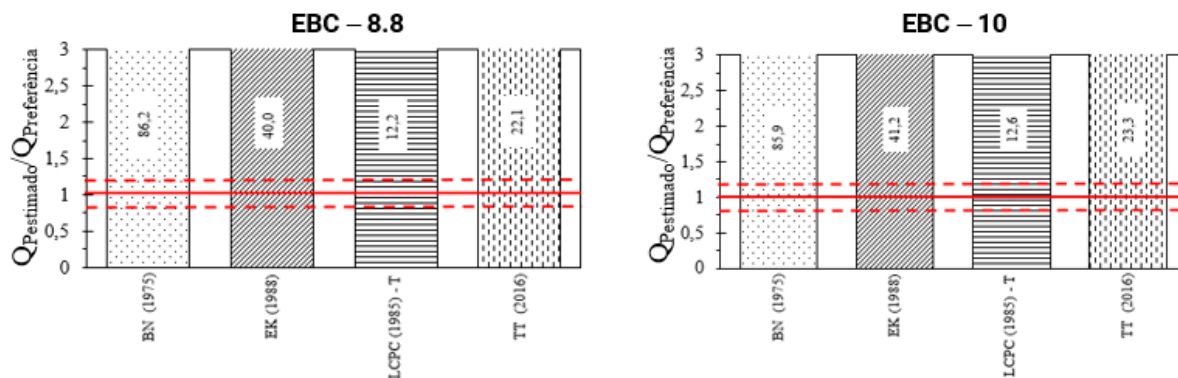 EBC – 8.8
QPestimado/QPreferência
3
2,5
2
1,5
1
0,5
0
86,2
40,0
12,2
22,1
BN (1975)
EK (1988)
LCPC (1985) - T
TT (2016)
EBC – 10
QPestimado/QPreferência
3
2,5
2
1,5
1
0,5
0
85,9
41,2
12,6
23,3
BN (1975)
EK (1988)
LCPC (1985) - T
TT (2016)